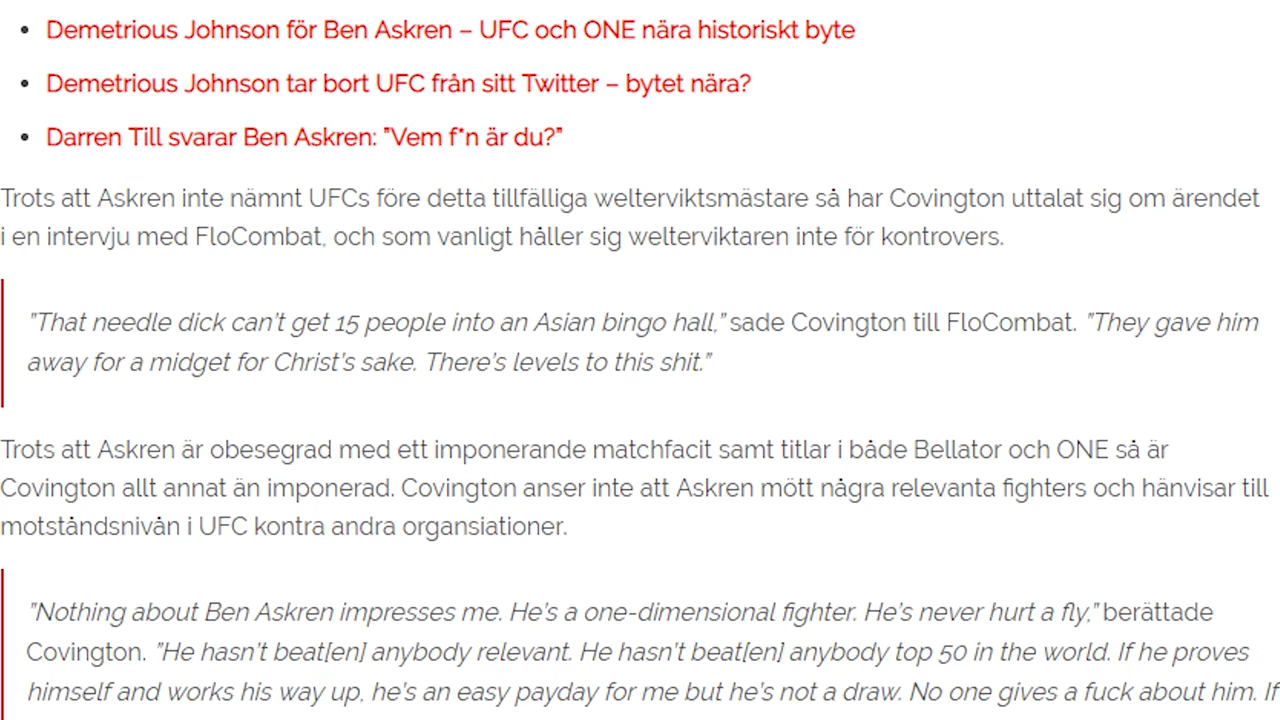 Demetrious Johnson för Ben Askren – UFC och ONE nära historiskt byte
Demetrious Johnson tar bort UFC från sitt Twitter – bytet nära?
Darren Till svarar Ben Askren: ”Vem f*n är du?”
Trots att Askren inte nämnt UFCs före detta tillfälliga welterviktsmästare så har Covington uttalat sig om ärendet
i en intervju med FloCombat, och som vanligt håller sig welterviktaren inte för kontrovers.
”That needle dick can’t get 15 people into an Asian bingo hall,” sade Covington till FloCombat. ”They gave him
away for a midget for Christ’s sake. There’s levels to this shit.”
Trots att Askren är obesegrad med ett imponerande matchfacit samt titlar i både Bellator och ONE så är
Covington allt annat än imponerad. Covington anser inte att Askren mött några relevanta fighters och hänvisar till
motståndsnivån i UFC kontra andra organsiationer.
”Nothing about Ben Askren impresses me. He’s a one-dimensional fighter. He’s never hurt a fly,” berättade
Covington. ”He hasn’t beat[en] anybody relevant. He hasn’t beat[en] anybody top 50 in the world. If he proves
himself and works his way up, he’s an easy payday for me but he’s not a draw. No one gives a fuck about him. If